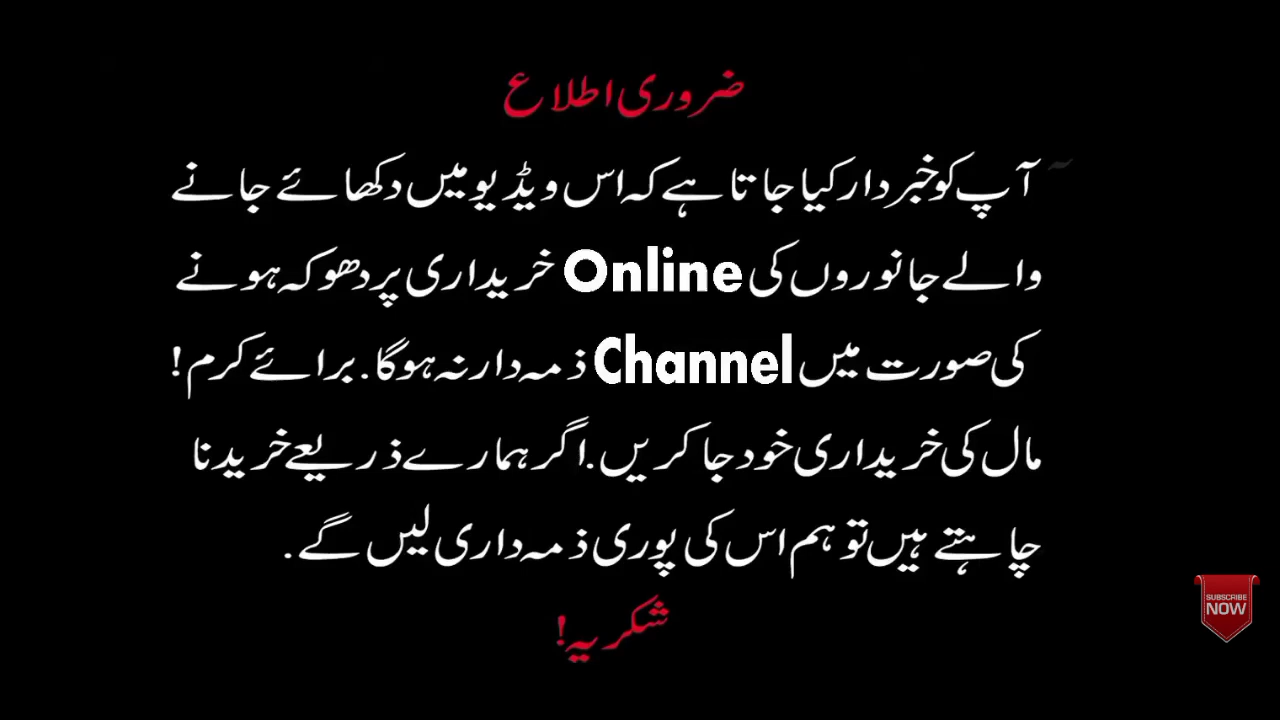 ضروری اطلاع
آپ کو خبردار کیا جاتا ہے کہ اس ویڈیو میں دکھائے جانے
والے جانوروں کی Online خریداری پر دھوکہ ہونے
کی صورت میں Channel ذمہ دار نہ ہوگا. برائے کرم!
مال کی خریداری خود جا کریں. اگر ہمارے ذریعے خریدنا
چاہتے ہیں تو ہم اس کی پوری ذمہ داری لیں گے.
شکریہ!
SUBSCRIBE
NOW